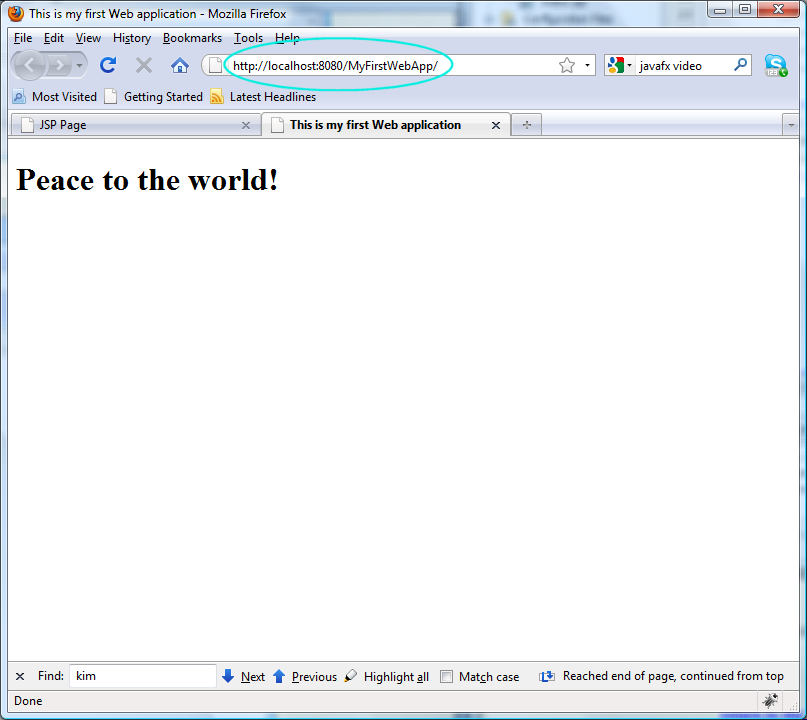 This is my first Web application - Mozilla Firefox
File Edit View History Bookmarks Tools Help
http://localhost:8080/MyFirstWebApp/ javafx video
Most Visited Getting Started Latest Headlines
JSP Page This is my first Web application
Peace to the world!
Find: kim Next Previous Highlight all Match case Reached end of page, continued from top
Done